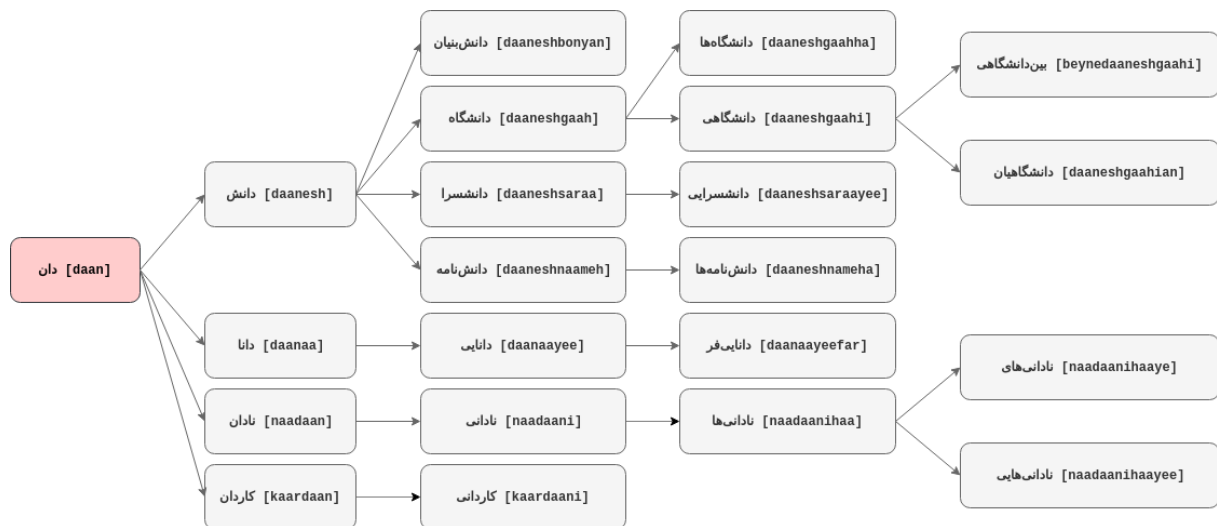 دان [daan]
دانش [daanesh]
دانا [daanaa]
نادان [naadaan]
کاردان [kaardaan]
دانش‌بنیان [daaneshbonyan]
دانشگاه [daaneshgaah]
دانشسرا [daaneshsaraa]
دانش‌نامه [daaneshnaameh]
دانایی [daanaayee]
نادانی [naadaani]
کاردانی [kaardaani]
دانشگاه‌ها [daaneshgaahha]
دانشگاهی [daaneshgaahi]
دانشسرایی [daaneshsaraayee]
دانش‌نامه‌ها [daaneshnameha]
دانایی‌فر [daanaayeefar]
نادانی‌ها [naadaanihaa]
بین‌دانشگاهی [beynedaaneshgaahi]
دانشگاهیان [daaneshgaahian]
نادانی‌های [naadaanihaaye]
نادانی‌هایی [naadaanihaayee]